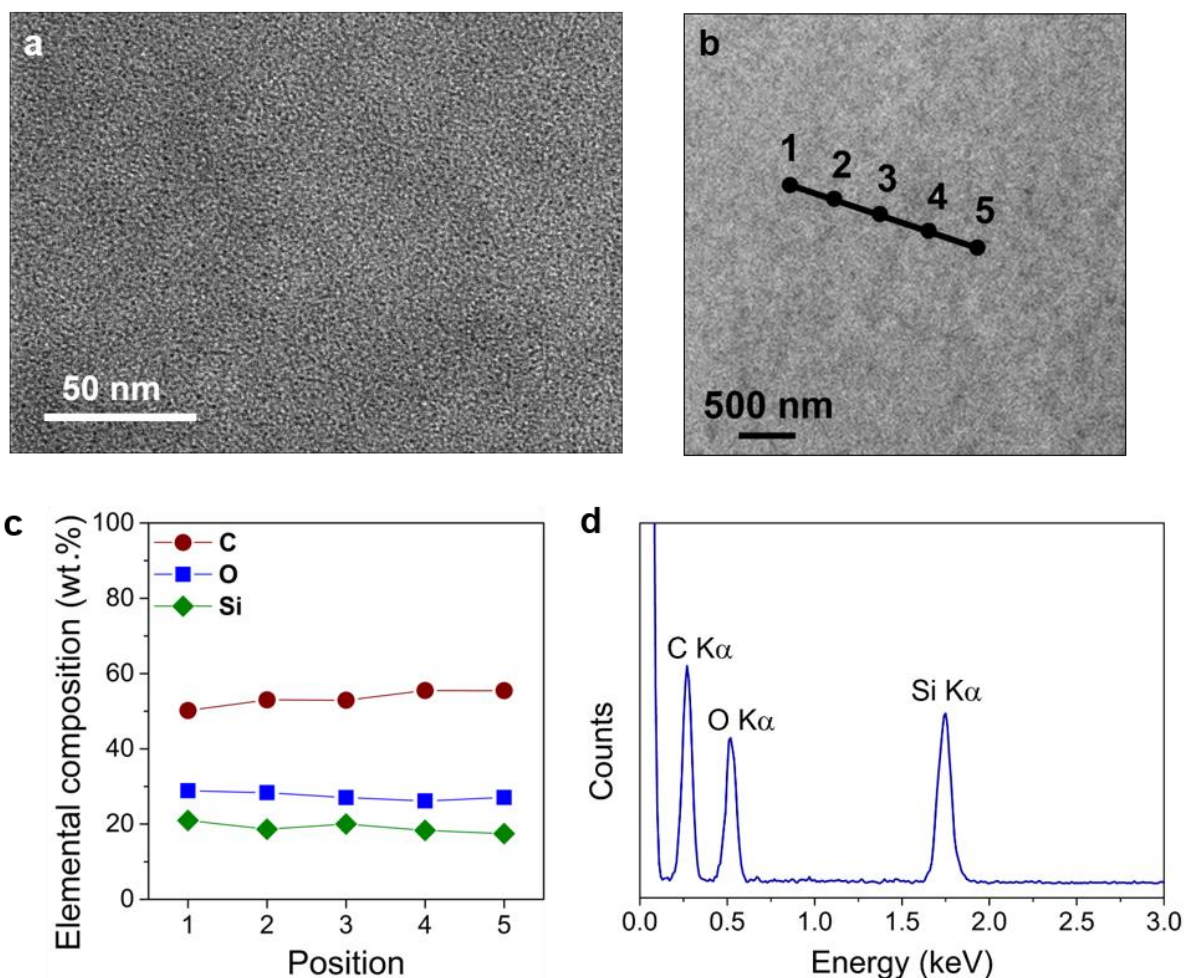 a
50 nm
b
1
2
3
4
5
500 nm
c
Elemental composition (wt.%)
100
80
60
40
20
0
C
O
Si
1 2 3 4 5
Position
d
Counts
C Kα
O Kα
Si Kα
0.0 0.5 1.0 1.5 2.0 2.5 3.0
Energy (keV)